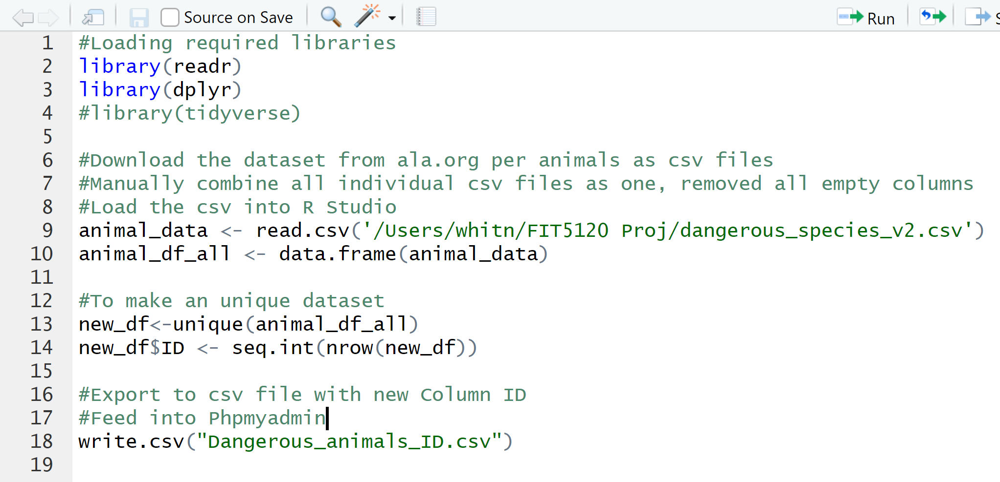 Source on Save
Run
1 #Loading required libraries
2 library(readr)
3 library(dplyr)
4 #library(tidyverse)
5
6 #Download the dataset from ala.org per animals as csv files
7 #Manually combine all individual csv files as one, removed all empty columns
8 #Load the csv into R Studio
9 animal_data <- read.csv('/Users/whitn/FIT5120 Proj/dangerous_species_v2.csv')
10 animal_df_all <- data.frame(animal_data)
11
12 #To make an unique dataset
13 new_df<-unique(animal_df_all)
14 new_df$ID <- seq.int(nrow(new_df))
15
16 #Export to csv file with new Column ID
17 #Feed into Phpmyadmin
18 write.csv("Dangerous_animals_ID.csv")
19